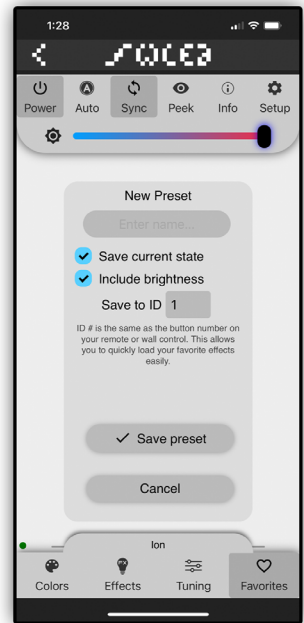 1:28
Power Auto Sync Peek Info Setup
New Preset
Enter name...
Save current state
Include brightness
Save to ID 1
ID # is the same as the button number on
your remote or wall control. This allows
you to quickly load your favorite effects
easily.
Save preset
Cancel
Ion
Colors Effects Tuning Favorites